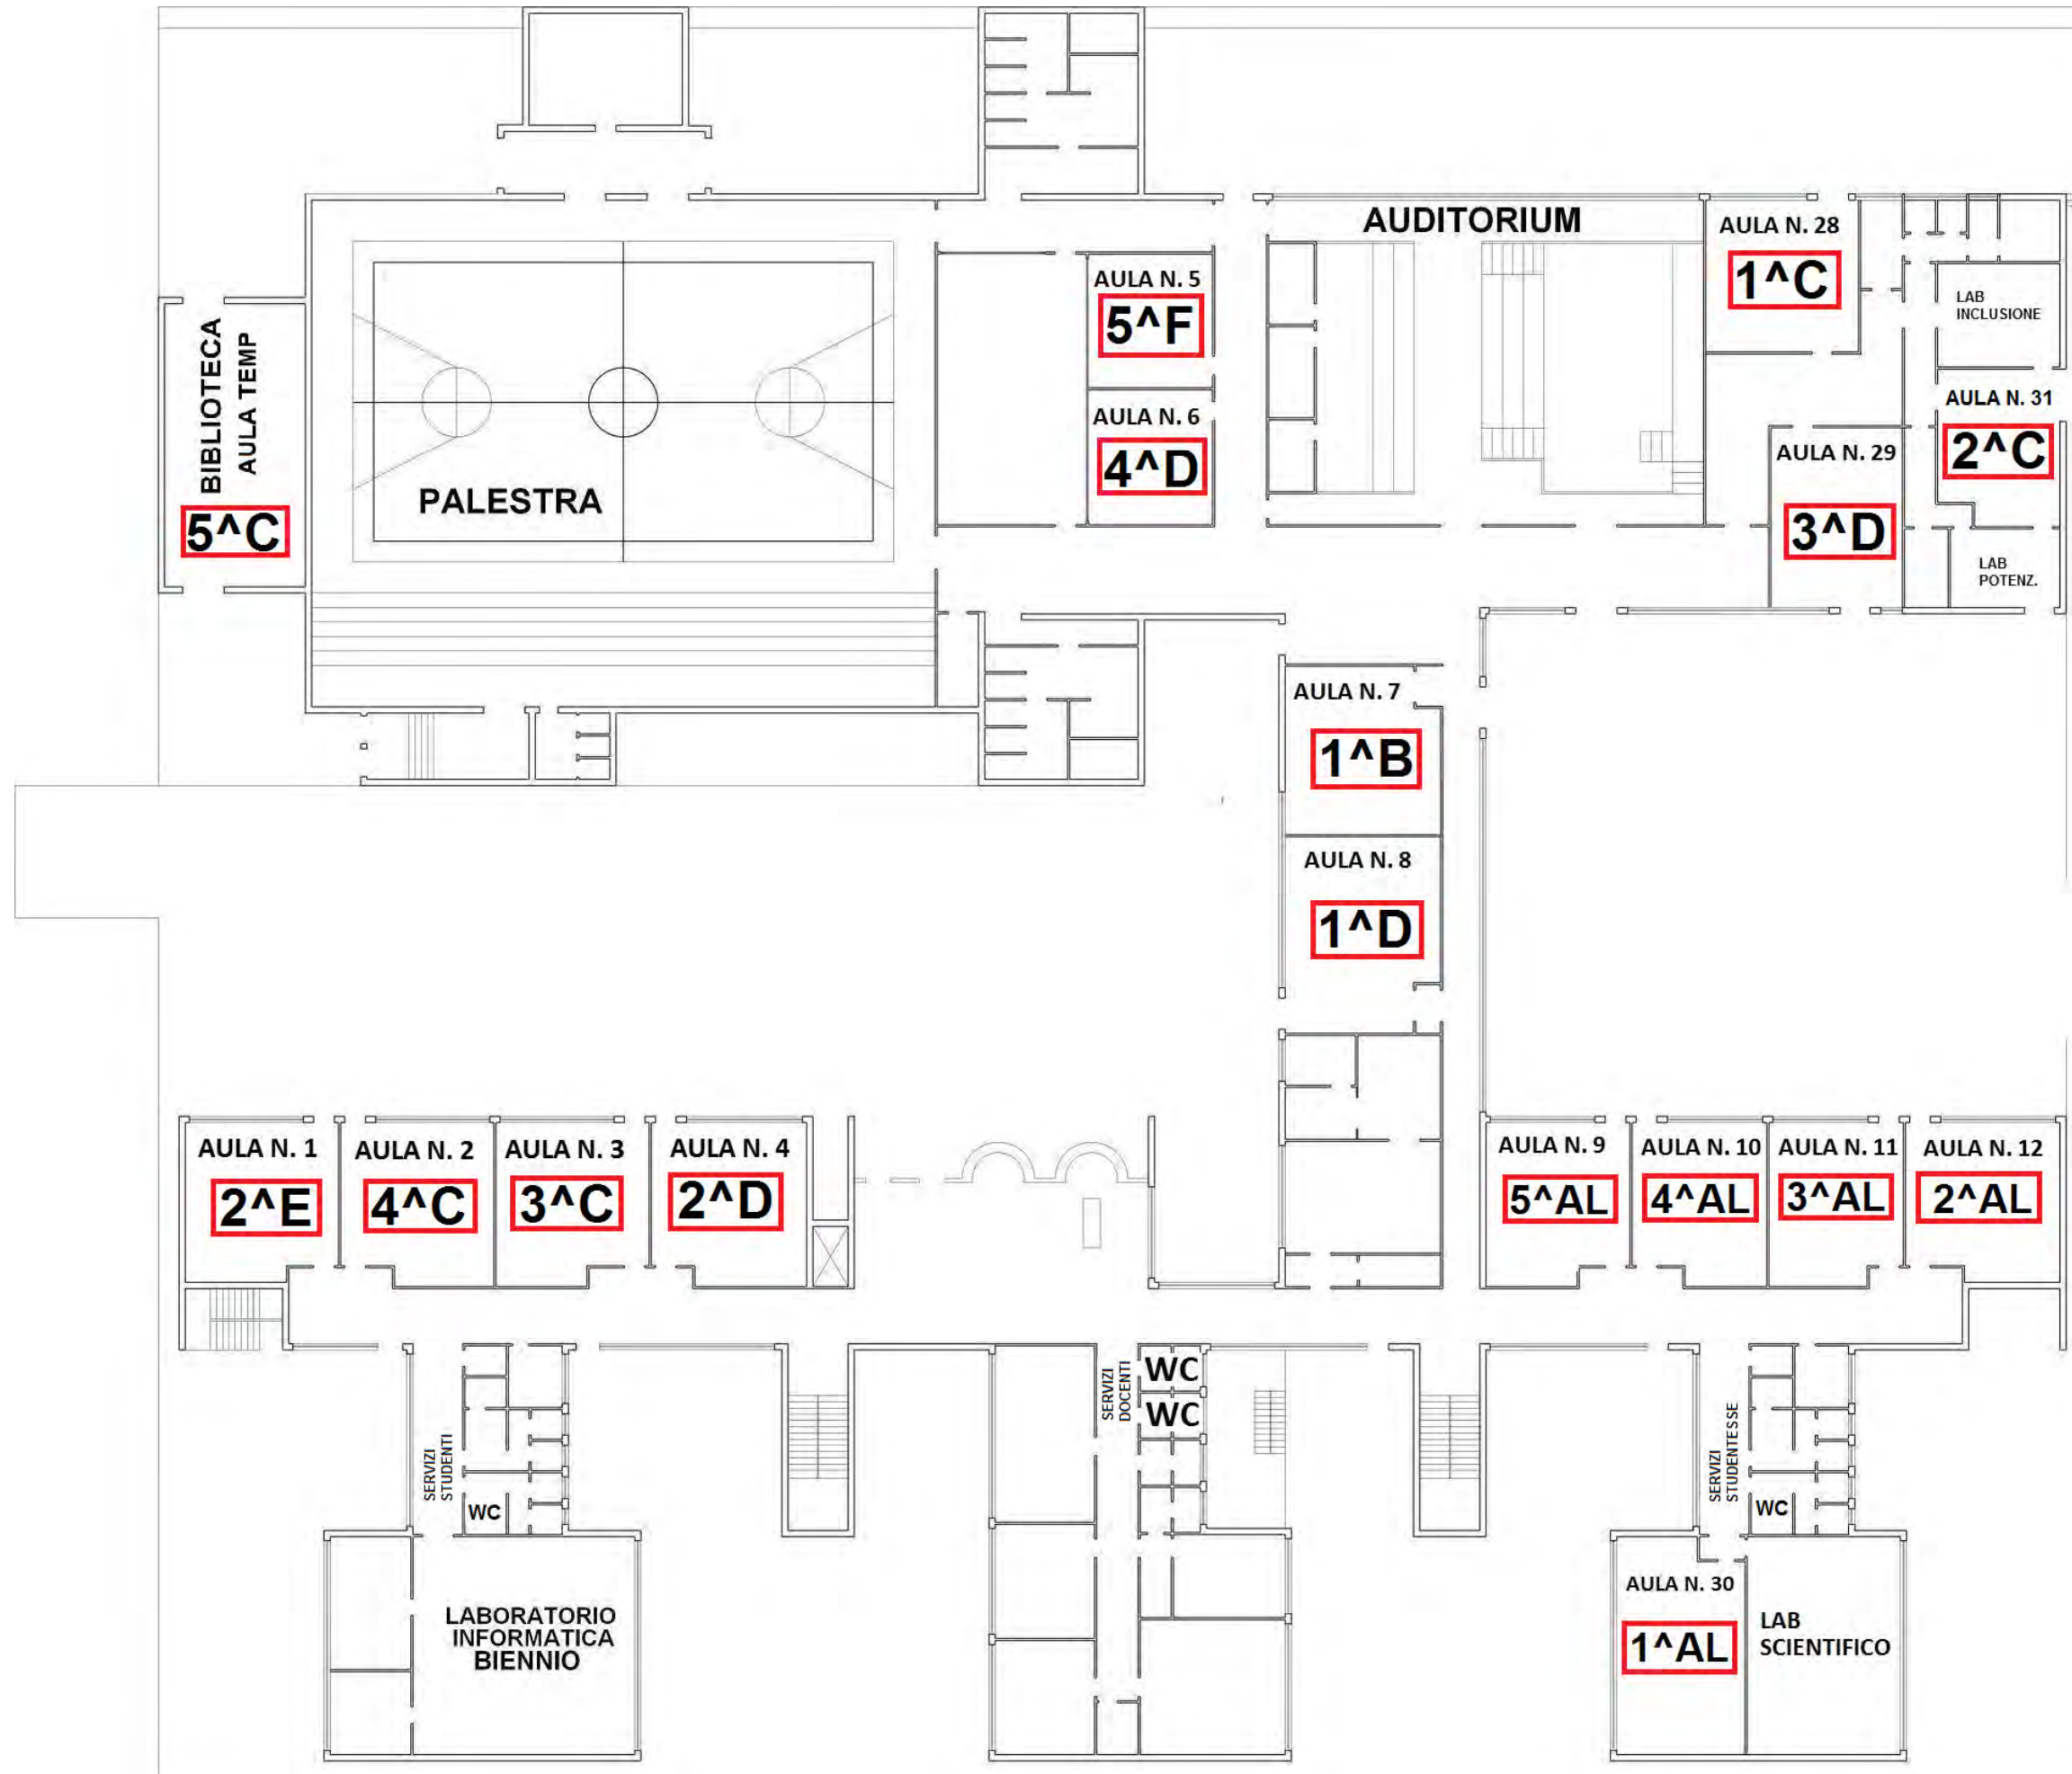 AUDITORIUM
AULA N. 28
1^C
AULA N. 5
5^F
LAB
INCLUSIONE
BIBLIOTECA
AULA TEMP
5^C
AULA N. 6
4^D
AULA N. 31
2^C
AULA N. 29
3^D
PALESTRA
LAB
POTENZ.
AULA N. 7
1^B
AULA N. 8
1^D
AULA N. 1
2^E
AULA N. 2
4^C
AULA N. 3
3^C
AULA N. 4
2^D
AULA N. 9
5^AL
AULA N. 10
4^AL
AULA N. 11
3^AL
AULA N. 12
2^AL
SERVIZI
STUDENTI
WC
SERVIZI
DOCENTI
WC
WC
SERVIZI
STUDENTESSE
WC
LABORATORIO
INFORMATICA
BIENNIO
AULA N. 30
1^AL
LAB
SCIENTIFICO